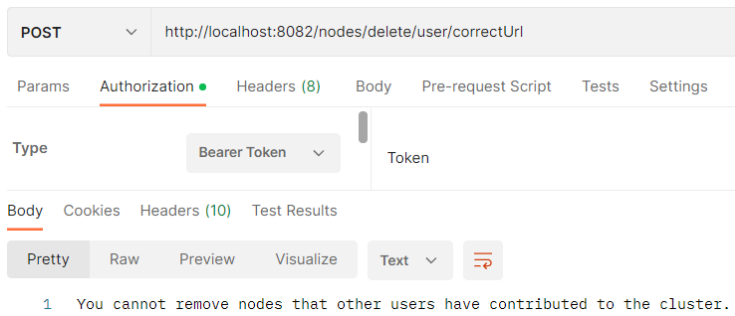 POST http://localhost:8082/nodes/delete/user/correctUrl
Params Authorization Headers (8) Body Pre-request Script Tests Settings
Type Bearer Token Token
Body Cookies Headers (10) Test Results
Pretty Raw Preview Visualize Text
1 You cannot remove nodes that other users have contributed to the cluster.